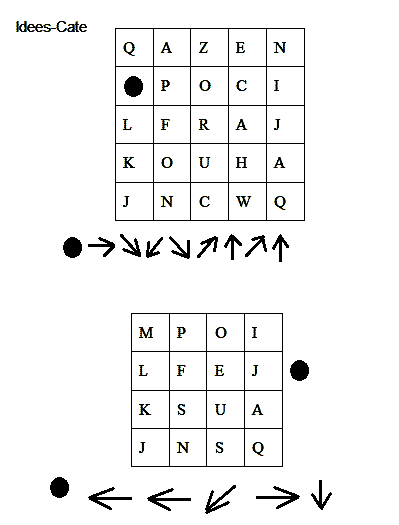 Idees-Cate
Q A Z E N
P O C I
L F R A J
K O U H A
J N C W Q
M P O I
L F E J
K S U A
J N S Q